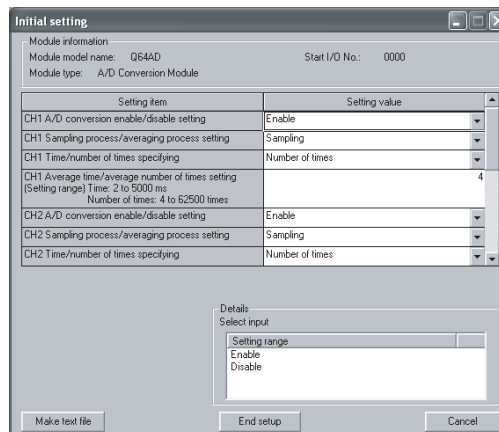 Initial setting
Module information
Module model name: Q64AD Start I/O No.: 0000
Module type: A/D Conversion Module
Setting item Setting value
CH1 A/D conversion enable/disable setting Enable
CH1 Sampling process/averaging process setting Sampling
CH1 Time/number of times specifying Number of times
CH1 Average time/average number of times setting 4
(Setting range) Time: 2 to 5000 ms
Number of times: 4 to 62500 times
CH2 A/D conversion enable/disable setting Enable
CH2 Sampling process/averaging process setting Sampling
CH2 Time/number of times specifying Number of times
Details
Select input
Setting range
Enable
Disable
Make text file End setup Cancel